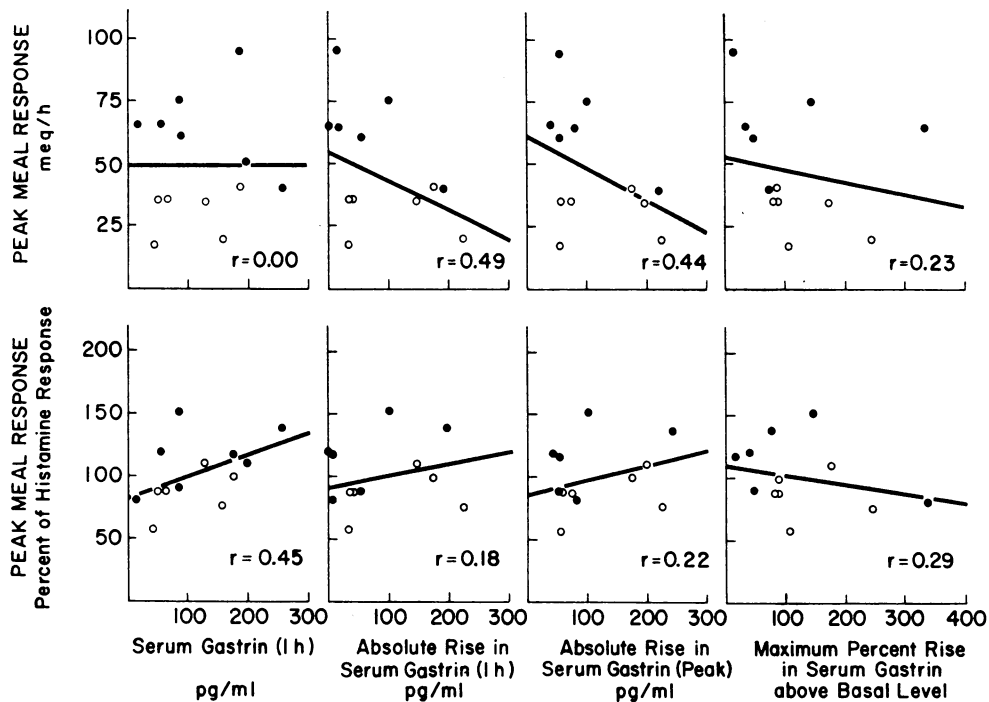 PEAK MEAL RESPONSE
meq/h
100
75
50
25
r=0.00
r=0.49
r=0.44
r=0.23
PEAK MEAL RESPONSE
Percent of Histamine Response
200
150
100
50
r=0.45
r=0.18
r=0.22
r=0.29
100 200 300
100 200 300
100 200 300
100 200 300 400
Serum Gastrin (1h)
pg/ml
Absolute Rise in
Serum Gastrin (1h)
pg/ml
Absolute Rise in
Serum Gastrin (Peak)
pg/ml
Maximum Percent Rise
in Serum Gastrin
above Basal Level